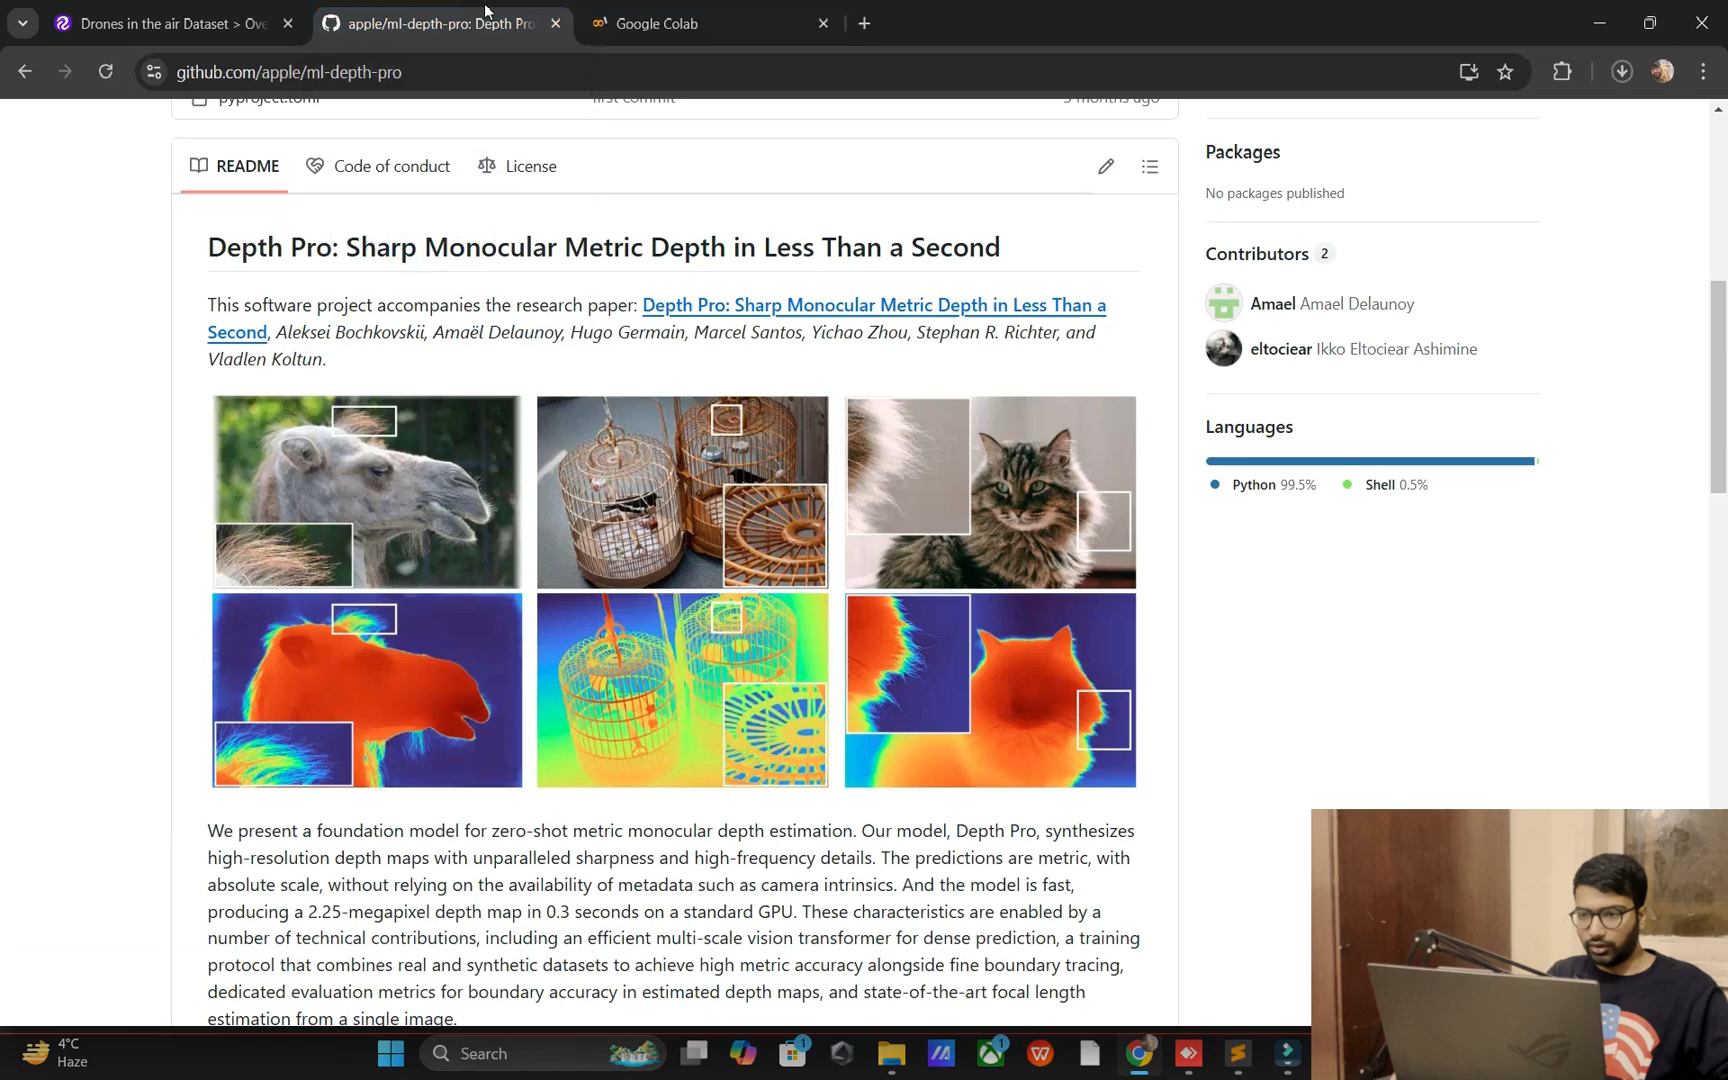 Drones in the air Dataset > Ove
apple/ml-depth-pro: Depth Pro
Google Colab
github.com/apple/ml-depth-pro
pyproject.toml
first commit
README
Code of conduct
License
Depth Pro: Sharp Monocular Metric Depth in Less Than a Second
This software project accompanies the research paper: Depth Pro: Sharp Monocular Metric Depth in Less Than a
Second, Aleksei Bochkovskii, Amaël Delaunoy, Hugo Germain, Marcel Santos, Yichao Zhou, Stephan R. Richter, and
Vladlen Koltun.
We present a foundation model for zero-shot metric monocular depth estimation. Our model, Depth Pro, synthesizes
high-resolution depth maps with unparalleled sharpness and high-frequency details. The predictions are metric, with
absolute scale, without relying on the availability of metadata such as camera intrinsics. And the model is fast,
producing a 2.25-megapixel depth map in 0.3 seconds on a standard GPU. These characteristics are enabled by a
number of technical contributions, including an efficient multi-scale vision transformer for dense prediction, a training
protocol that combines real and synthetic datasets to achieve high metric accuracy alongside fine boundary tracing,
dedicated evaluation metrics for boundary accuracy in estimated depth maps, and state-of-the-art focal length
estimation from a single image.
Packages
No packages published
Contributors 2
Amael Amael Delaunoy
eltociear Ikko Eltociear Ashimine
Languages
Python 99.5%
Shell 0.5%
4°C
Haze
Search
1
1